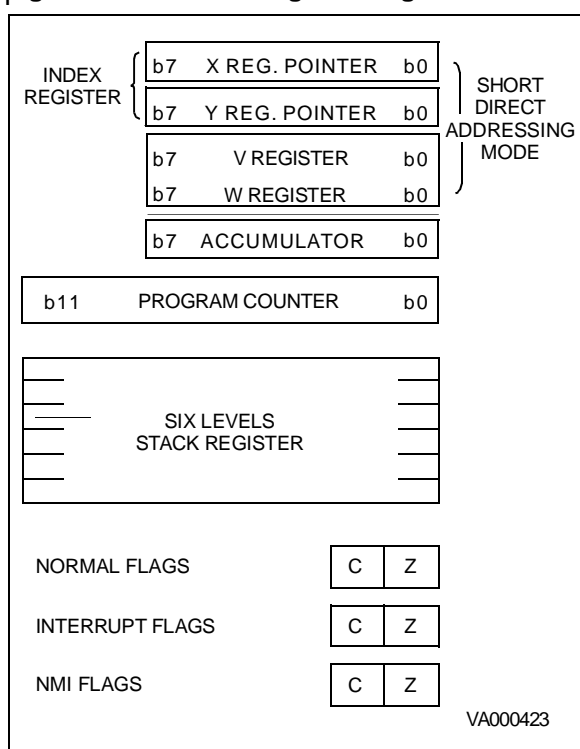 INDEX
REGISTER
b7 X REG. POINTER b0
b7 Y REG. POINTER b0
b7 V REGISTER b0
b7 W REGISTER b0
SHORT
DIRECT
ADDRESSING
MODE
b7 ACCUMULATOR b0
b11 PROGRAM COUNTER b0
SIX LEVELS
STACK REGISTER
NORMAL FLAGS C Z
INTERRUPT FLAGS C Z
NMI FLAGS C Z
VA000423